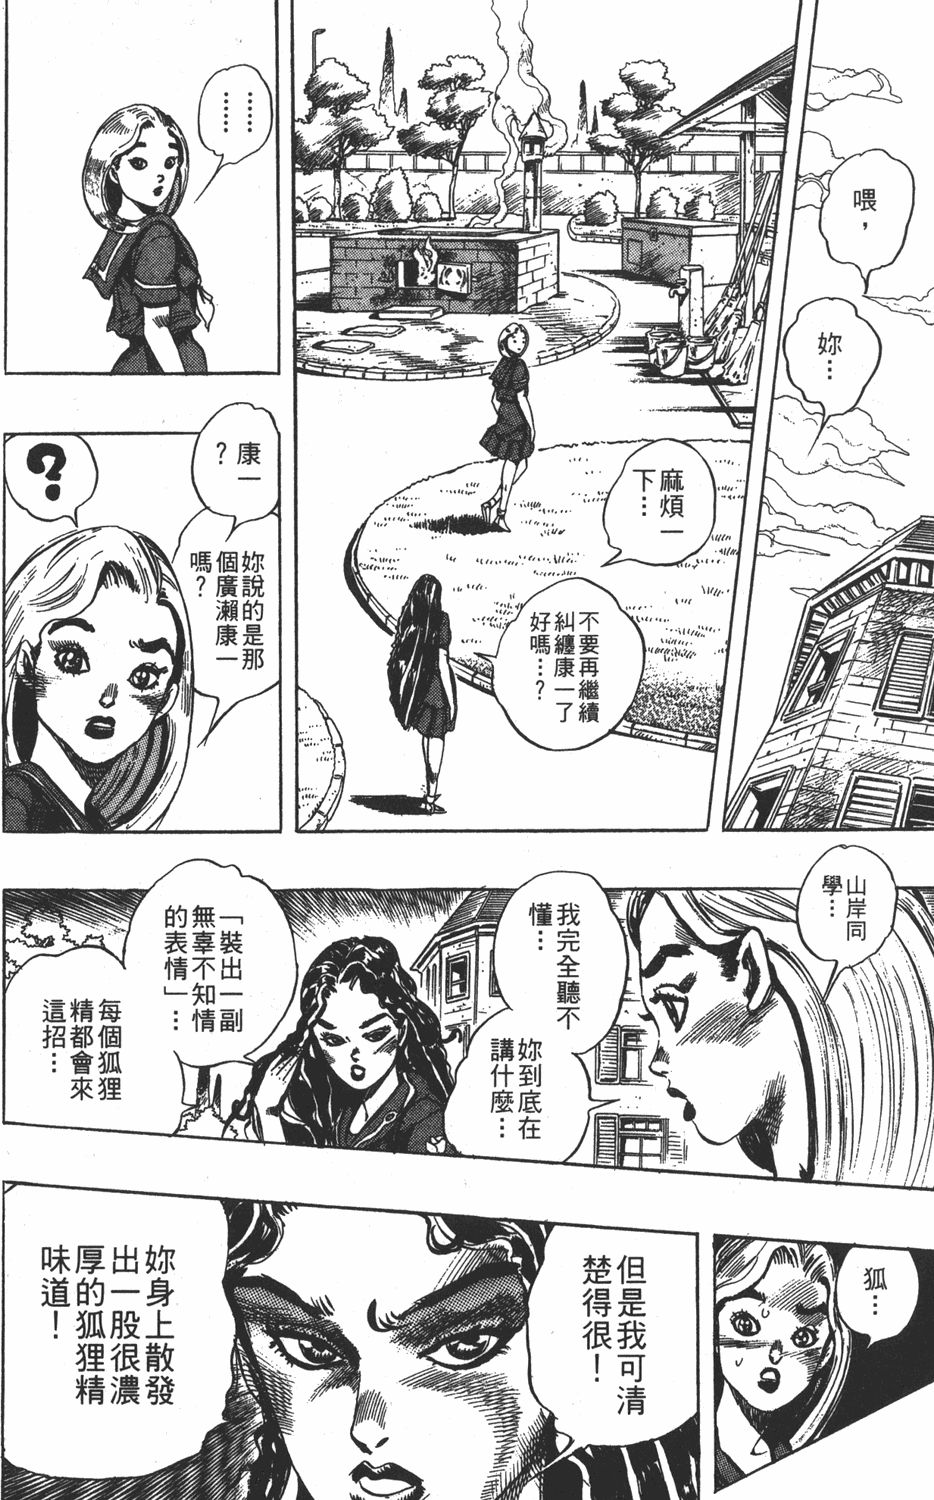 喂，
妳…
麻煩一
下…
不要再繼續
糾纏康一了
好嗎…？
……
……
康一
？
妳說的是那
個廣瀨康一
嗎？
？
山岸同
學…
我完全聽不
懂…
妳到底在
講什麼…
「裝出一副
無辜不知情
的表情」…
每個狐狸
精都會來
這招…
狐…
但是我可清
楚得很！
妳身上散發
出一股很濃
厚的狐狸精
味道！